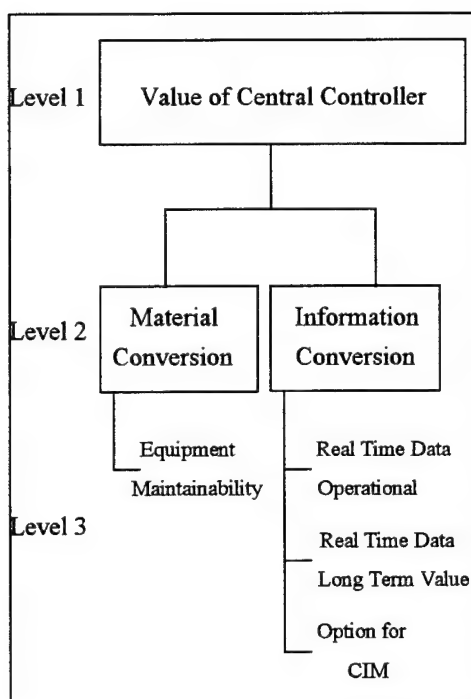 Level 1
Value of Central Controller
Level 2
Material
Conversion
Information
Conversion
Level 3
Equipment
Maintainability
Real Time Data
Operational
Real Time Data
Long Term Value
Option for
CIM